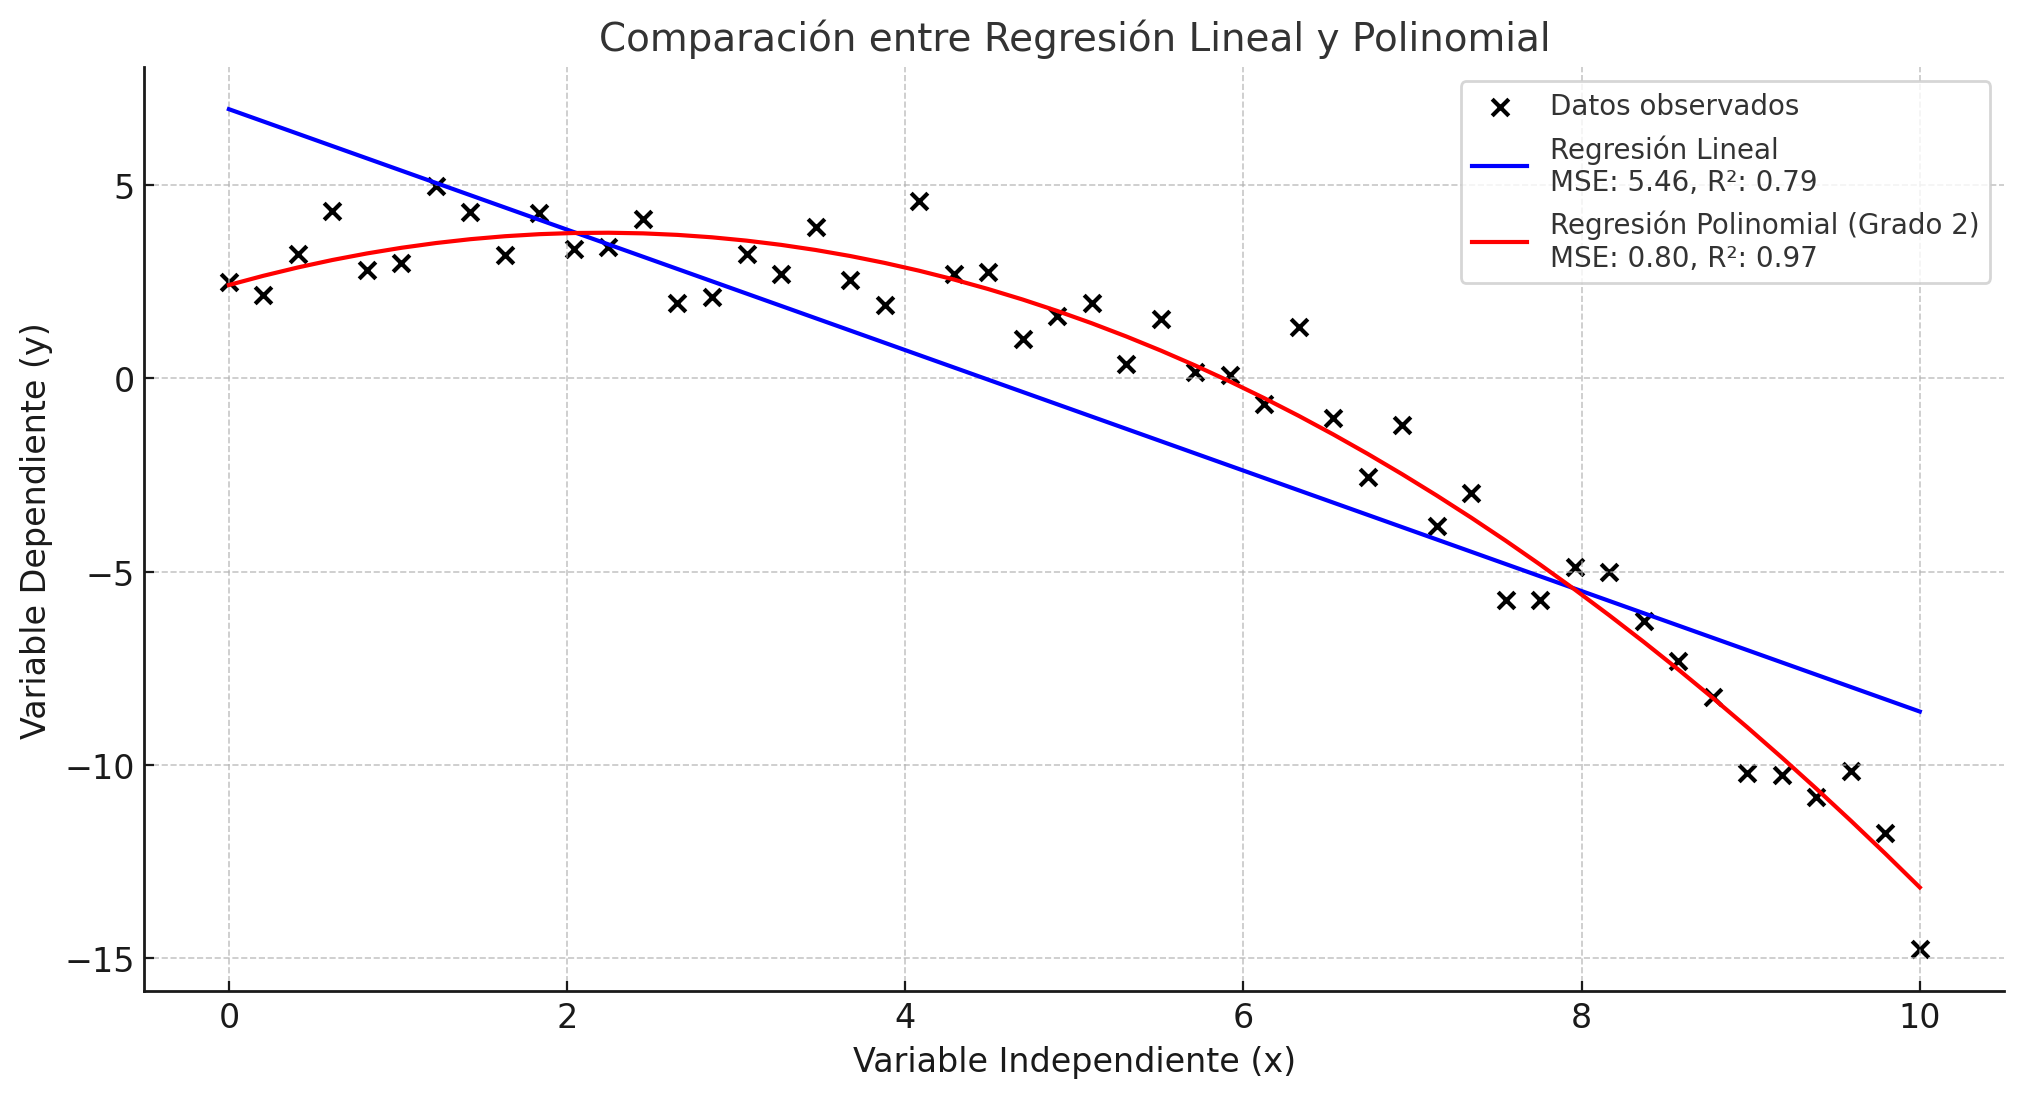 Comparación entre Regresión Lineal y Polinomial
Datos observados
Regresión Lineal
MSE: 5.46, R²: 0.79
Regresión Polinomial (Grado 2)
MSE: 0.80, R²: 0.97
Variable Dependiente (y)
5
0
−5
−10
−15
0 2 4 6 8 10
Variable Independiente (x)